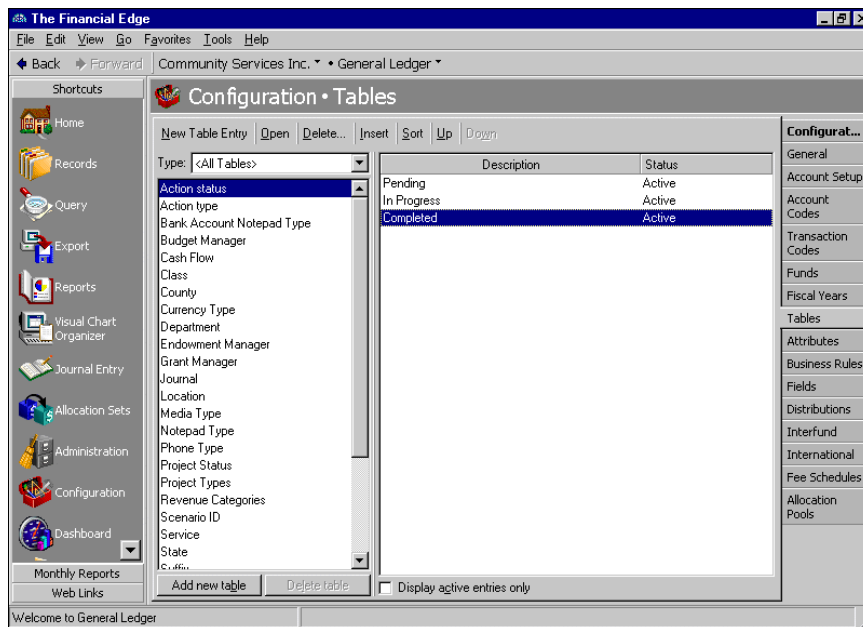 The Financial Edge
File Edit View Go Favorites Tools Help
Back Forward Community Services Inc. • General Ledger
Shortcuts
Home
Records
Query
Export
Reports
Visual Chart
Organizer
Journal Entry
Allocation Sets
Administration
Configuration
Dashboard
Monthly Reports
Web Links
Configuration • Tables
New Table Entry Open Delete... Insert Sort Up Down
Type: <All Tables>
Action status
Action type
Bank Account Notepad Type
Budget Manager
Cash Flow
Class
County
Currency Type
Department
Endowment Manager
Grant Manager
Journal
Location
Media Type
Notepad Type
Phone Type
Project Status
Project Types
Revenue Categories
Scenario ID
Service
State
Suffix
Add new table Delete table
Description Status
Pending Active
In Progress Active
Completed Active
Display active entries only
Configurat...
General
Account Setup
Account
Codes
Transaction
Codes
Funds
Fiscal Years
Tables
Attributes
Business Rules
Fields
Distributions
Interfund
International
Fee Schedules
Allocation
Pools
Welcome to General Ledger